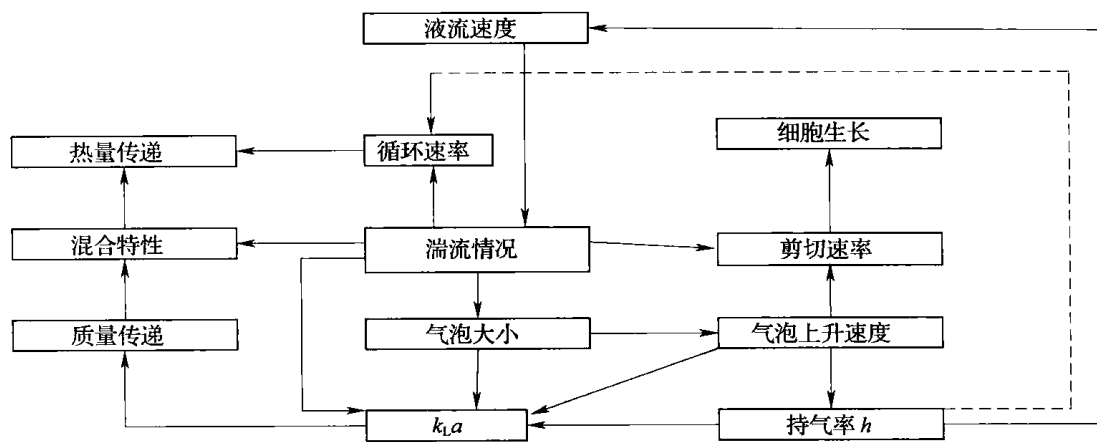 液流速度
细胞生长
热量传递
循环速率
混合特性
湍流情况
剪切速率
质量传递
气泡大小
气泡上升速度
kLa
持气率 h